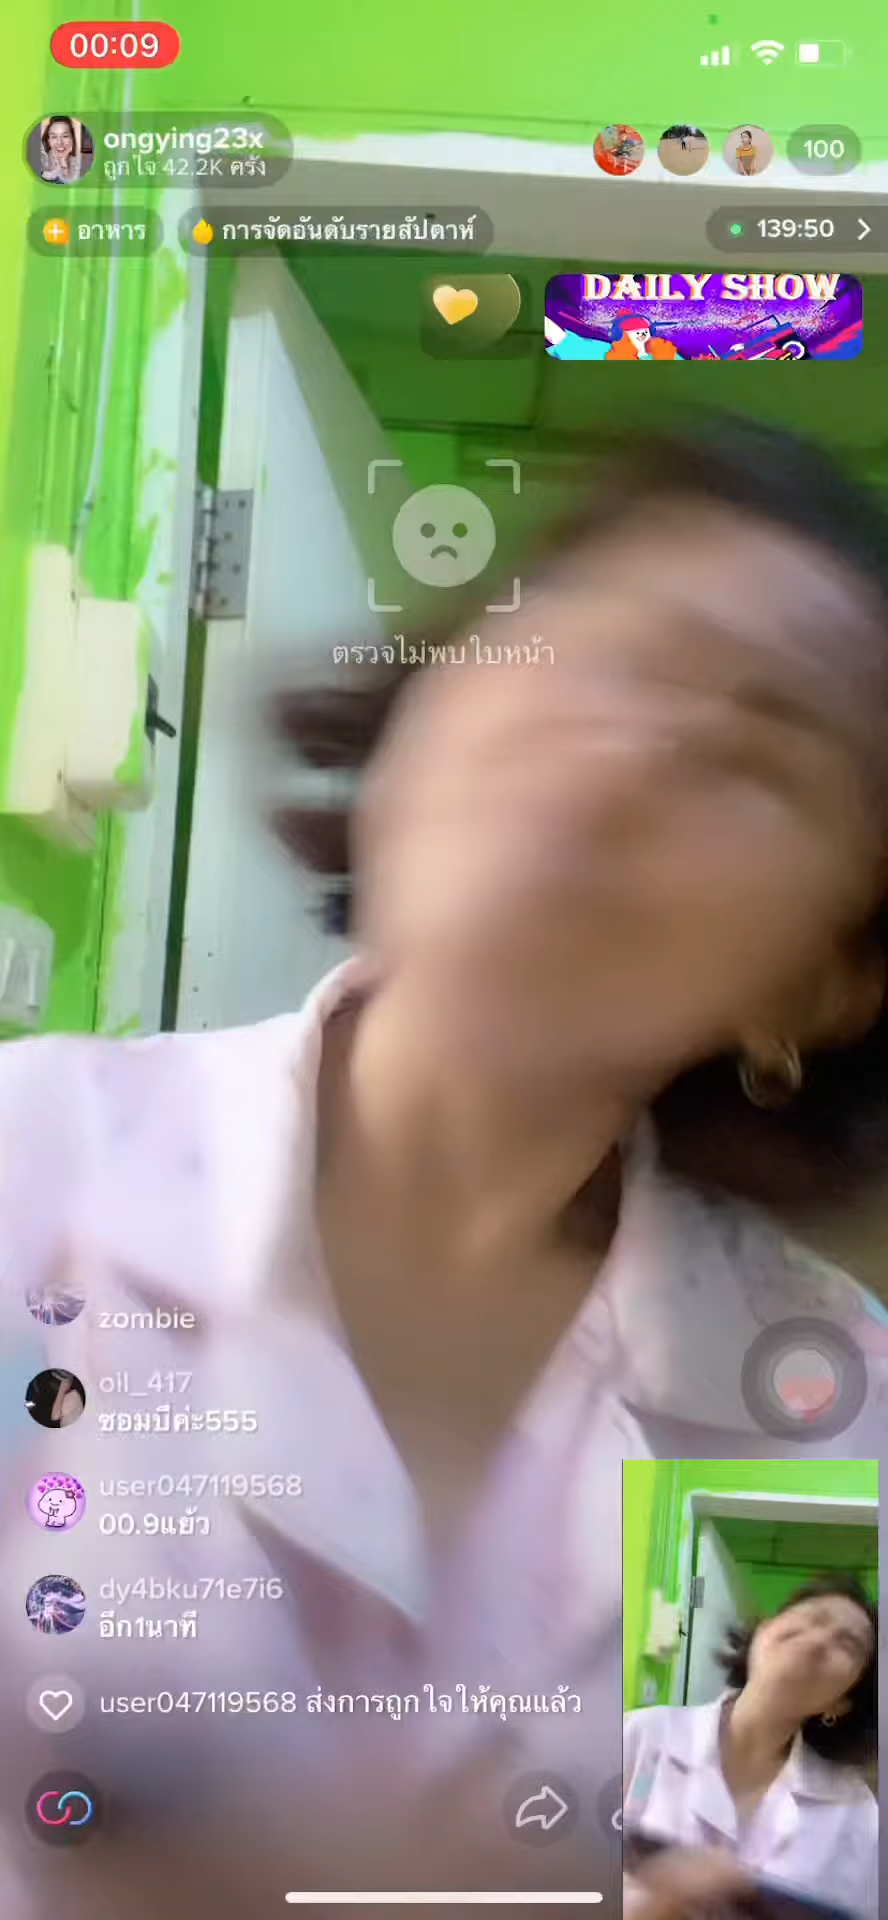 00:09
ongying23x
ถูกใจ 42.2K ครั้ง
100
อาหาร
การจัดอันดับรายสัปดาห์
139:50
DAILY SHOW
ตรวจไม่พบใบหน้า
zombie
oil_417
ซอมบี้ค่ะ555
user047119568
00.9แย้ว
dy4bku71e7i6
อีก1นาที
user047119568 ส่งการถูกใจให้คุณแล้ว